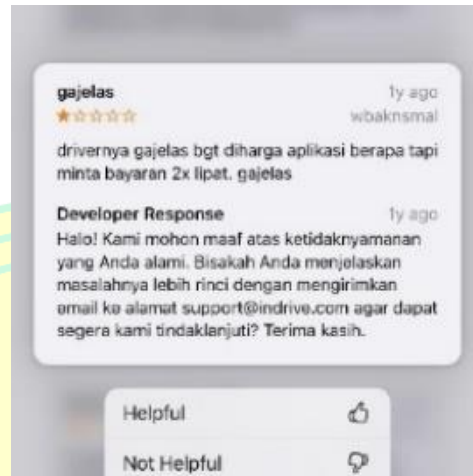 gajelas 1y ago
wbaknsmal
drivernya gajelas bgt diharga aplikasi berapa tapi
minta bayaran 2x lipat. gajelas
Developer Response 1y ago
Halo! Kami mohon maaf atas ketidaknyamanan
yang Anda alami. Bisakah Anda menjelaskan
masalahnya lebih rinci dengan mengirimkan
email ke alamat support@indrive.com agar dapat
segera kami tindaklanjuti? Terima kasih.
Helpful
Not Helpful